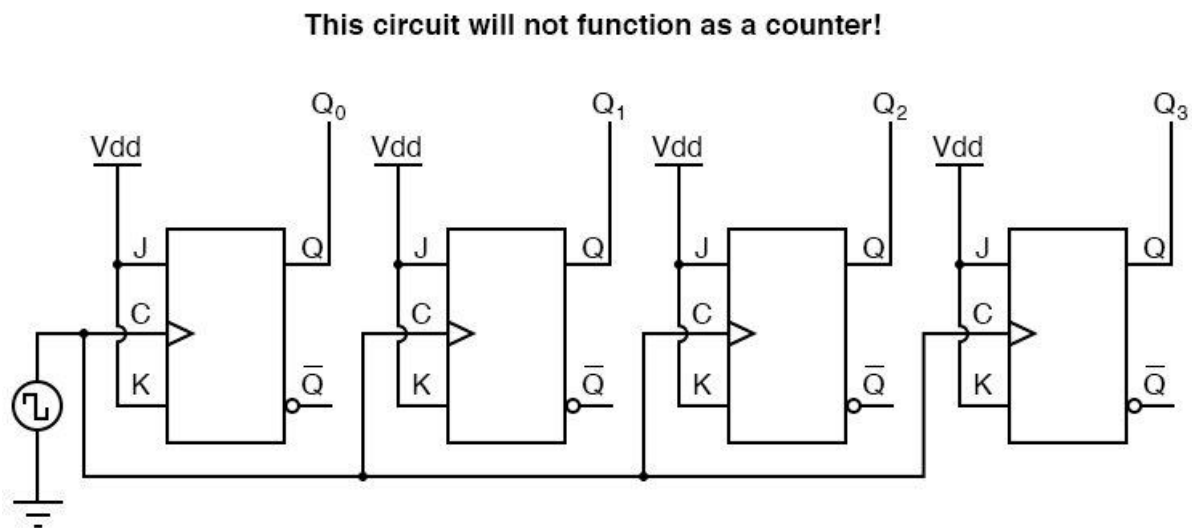 This circuit will not function as a counter!
Q0 Q1 Q2 Q3
Vdd Vdd Vdd Vdd
J Q J Q J Q J Q
C C C C
K Q̅ K Q̅ K Q̅ K Q̅